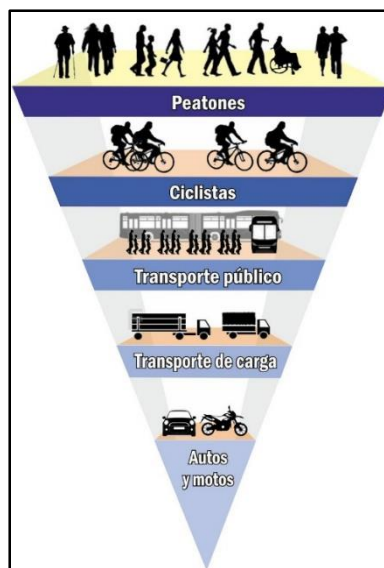 Peatones
Ciclistas
Transporte público
Transporte de carga
Autos
y motos